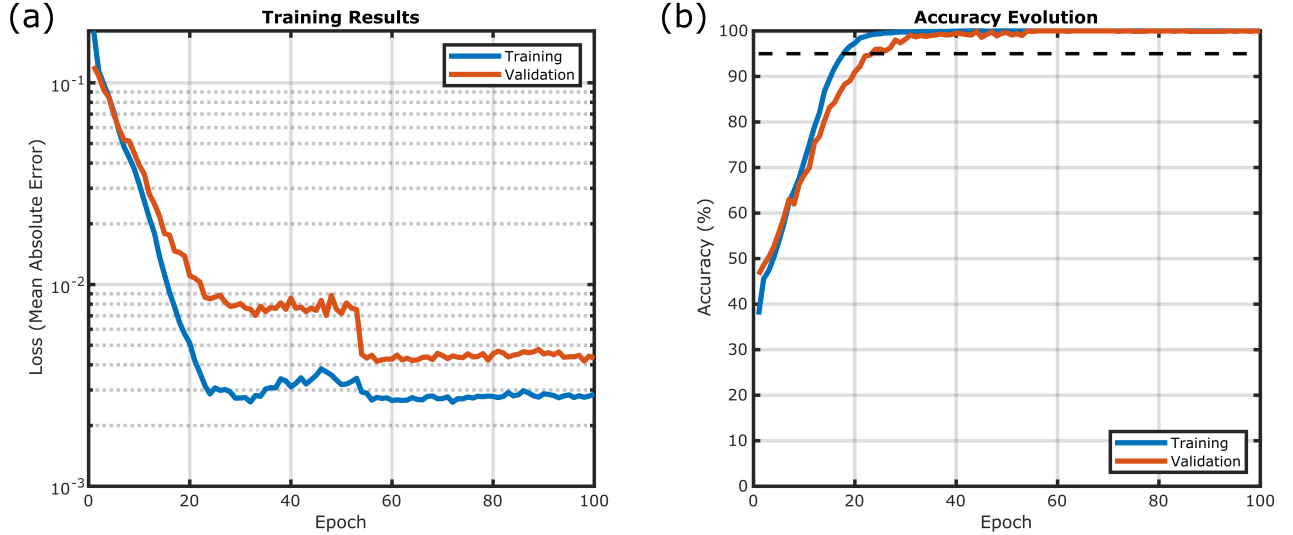 (a)
Training Results
Training
Validation
10^-1
10^-2
10^-3
Loss (Mean Absolute Error)
0 20 40 60 80 100
Epoch
(b)
Accuracy Evolution
100
90
80
70
60
50
40
30
20
10
0
Accuracy (%)
Training
Validation
0 20 40 60 80 100
Epoch